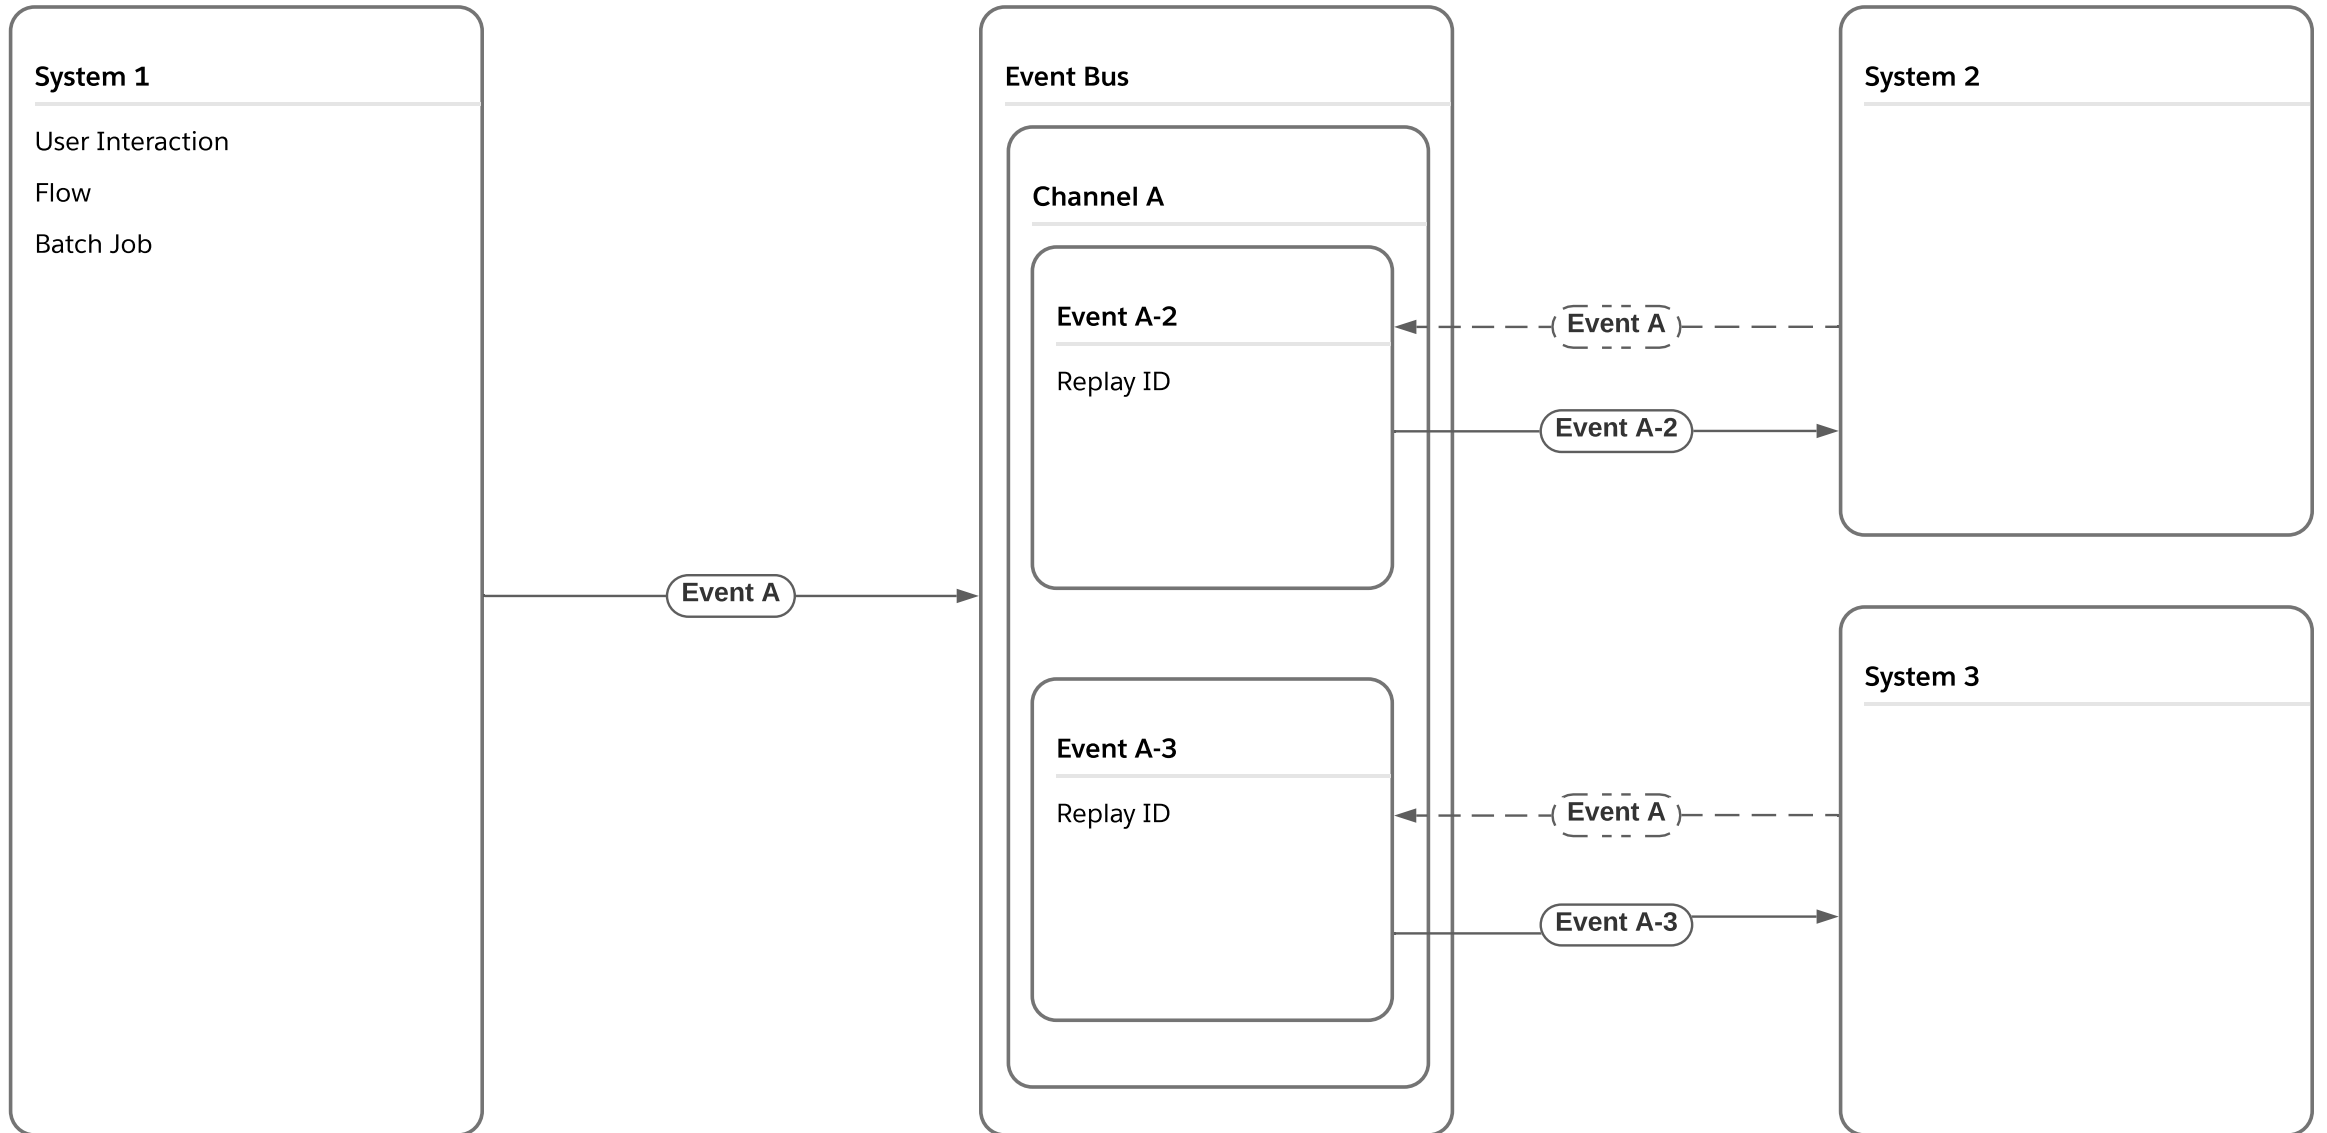 System 1
User Interaction
Flow
Batch Job
Event A
Event Bus
Channel A
Event A-2
Replay ID
Event A-3
Replay ID
Event A
Event A-2
Event A
Event A-3
System 2
System 3